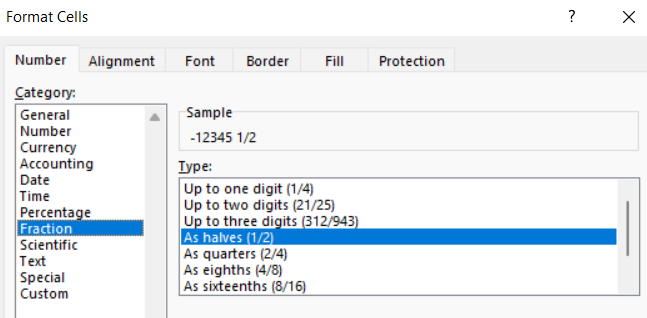 Format Cells ? ×
Number Alignment Font Border Fill Protection
Category:
General
Number
Currency
Accounting
Date
Time
Percentage
Fraction
Scientific
Text
Special
Custom
Sample
-12345 1/2
Type:
Up to one digit (1/4)
Up to two digits (21/25)
Up to three digits (312/943)
As halves (1/2)
As quarters (2/4)
As eighths (4/8)
As sixteenths (8/16)